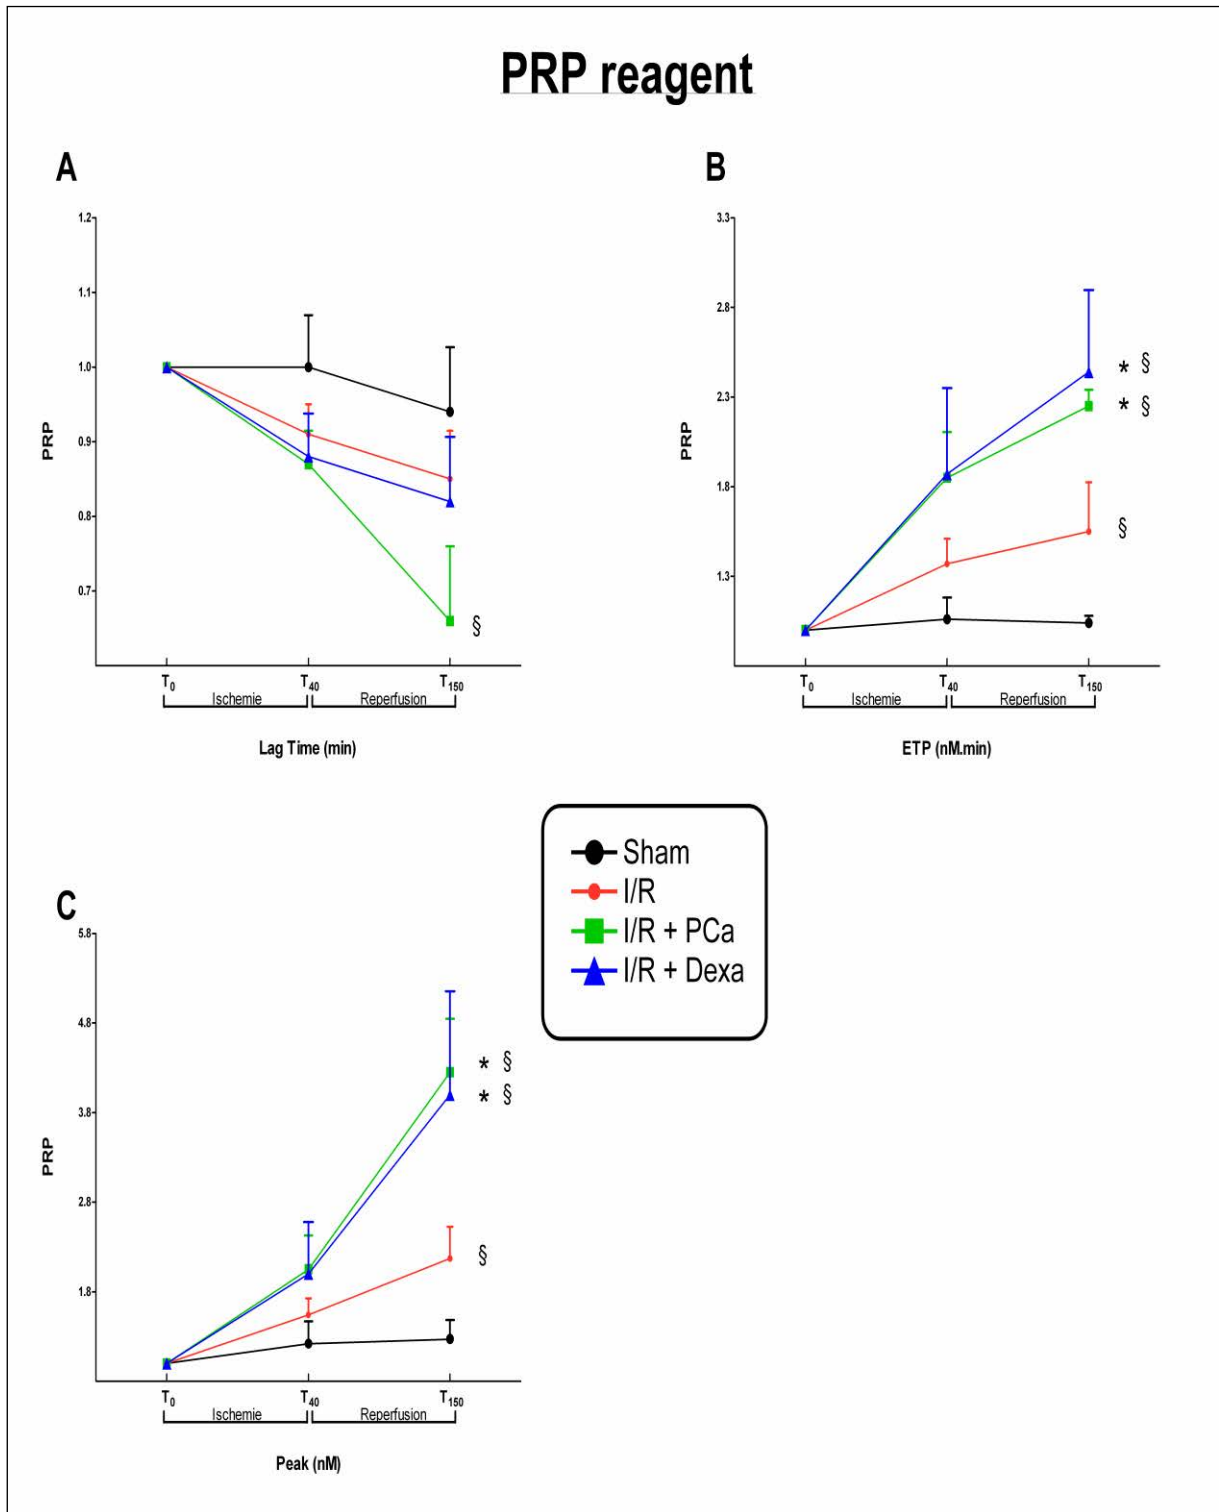 PRP reagent
A
1.2
1.1
1.0
0.9
0.8
0.7
PRP
§
T0 T40 T150
Ischemie Reperfusion
Lag Time (min)
B
3.3
2.8
2.3
1.8
1.3
PRP
* §
* §
§
T0 T40 T150
Ischemie Reperfusion
ETP (nM.min)
Sham
I/R
I/R + PCa
I/R + Dexa
C
5.8
4.8
3.8
2.8
1.8
PRP
* §
* §
§
T0 T40 T150
Ischemie Reperfusion
Peak (nM)